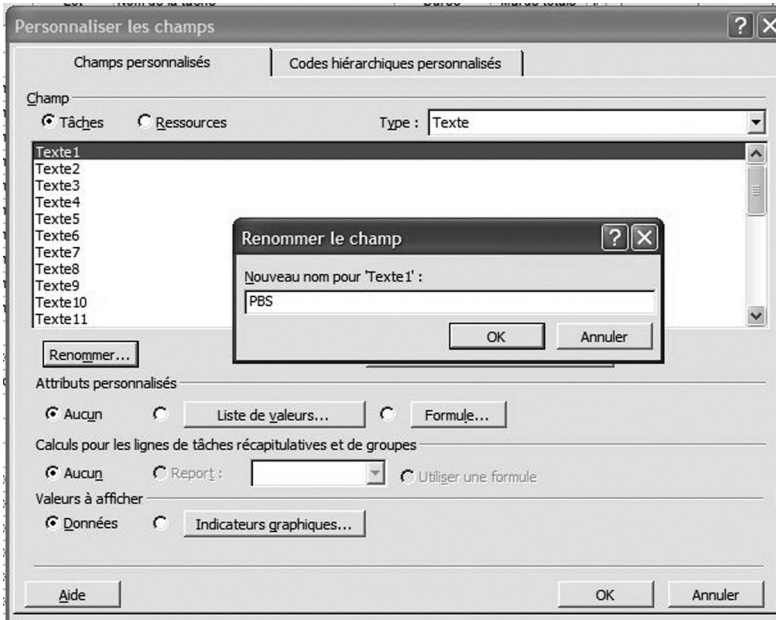 Personnaliser les champs
Champs personnalisés
Codes hiérarchiques personnalisés
Champ
Tâches Ressources Type : Texte
Texte1
Texte2
Texte3
Texte4
Texte5
Texte6
Texte7
Texte8
Texte9
Texte10
Texte11
Renommer le champ
Nouveau nom pour 'Texte1' :
PBS
OK Annuler
Renommer...
Attributs personnalisés
Aucun Liste de valeurs... Formule...
Calculs pour les lignes de tâches récapitulatives et de groupes
Aucun Report : Utiliser une formule
Valeurs à afficher
Données Indicateurs graphiques...
Aide OK Annuler